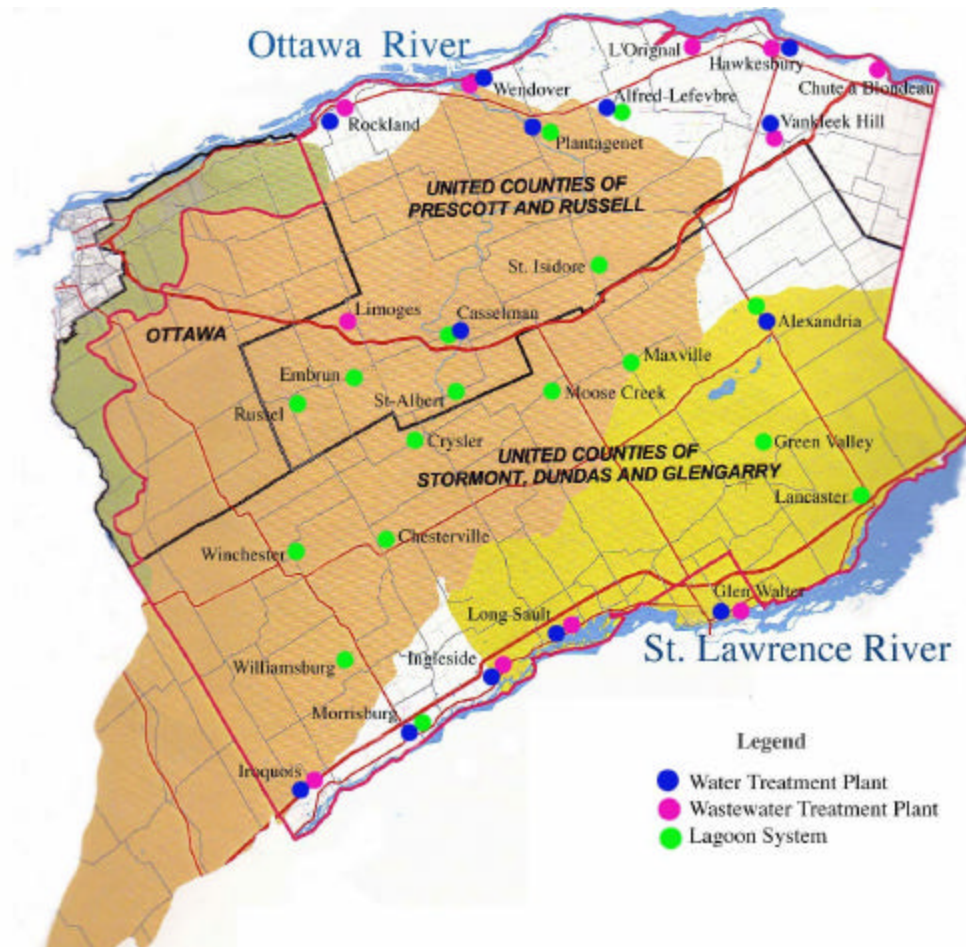 Ottawa River
L'Orignal
Hawkesbury
Chute à Blondeau
Wendover
Alfred-Lefevbre
Rockland
Vankleek Hill
Plantagenet
UNITED COUNTIES OF
PRESCOTT AND RUSSELL
St. Isidore
Limoges
Casselman
OTTAWA
Alexandria
Maxville
Embrun
St-Albert
Moose Creek
Russel
Crysler
Green Valley
UNITED COUNTIES OF
STORMONT, DUNDAS AND GLENGARRY
Lancaster
Chesterville
Winchester
Glen Walter
Long-Sault
St. Lawrence River
Ingleside
Williamsburg
Morrisburg
Iroquois
Legend
Water Treatment Plant
Wastewater Treatment Plant
Lagoon System